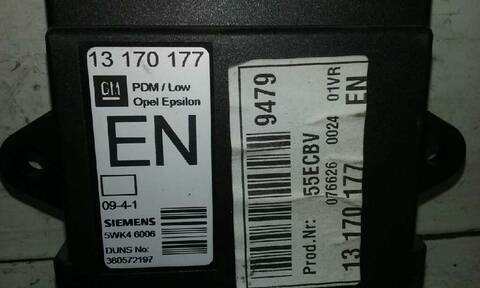 13 170 177
GM
PDM / Low
Opel Epsilon
EN
09-4-1
SIEMENS
5WK4 6006
DUNS No:
380572197
9479
Prod.Nr: 55ECBV
076626 0024 01VR
13 170 177 EN